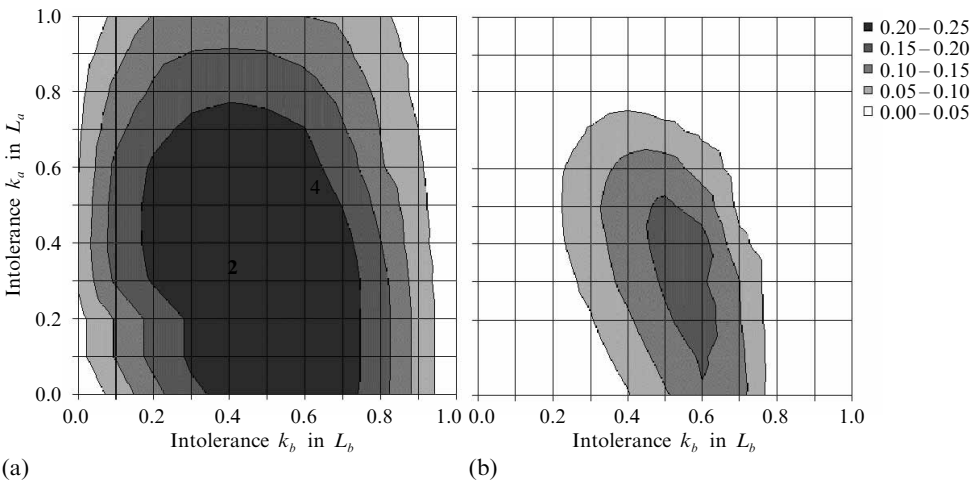 1.0
0.8
0.6
0.4
0.2
0.0
Intolerance k_a in L_a
4
2
0.0 0.2 0.4 0.6 0.8 1.0
Intolerance k_b in L_b
(a)
0.0 0.2 0.4 0.6 0.8 1.0
Intolerance k_b in L_b
(b)
0.20 – 0.25
0.15 – 0.20
0.10 – 0.15
0.05 – 0.10
0.00 – 0.05